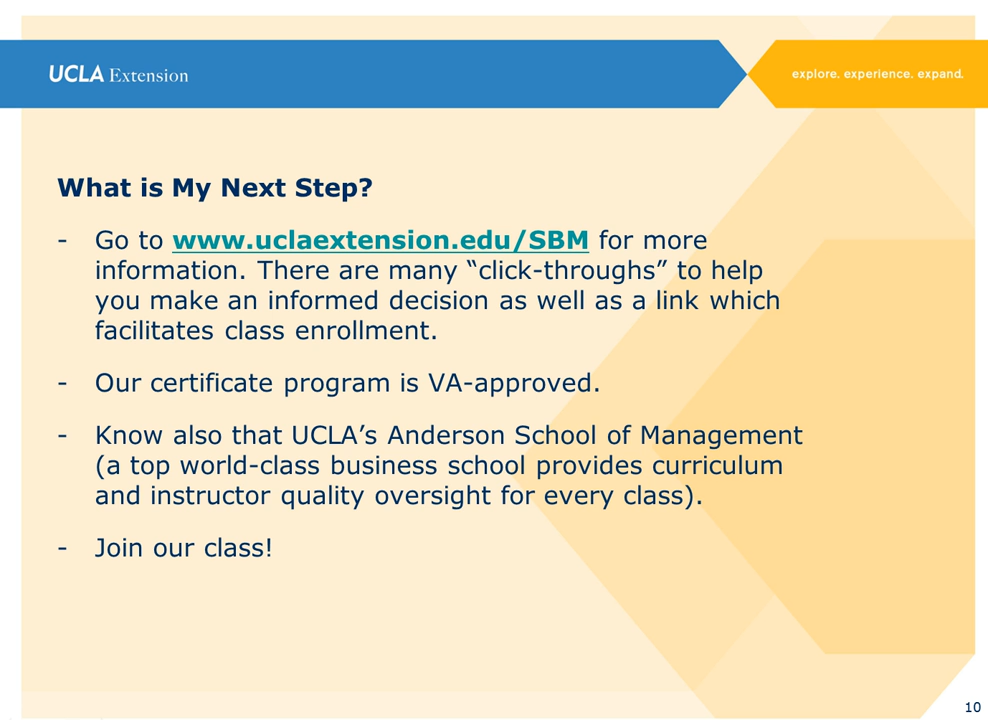 UCLA Extension
explore. experience. expand.
What is My Next Step?
- Go to www.uclaextension.edu/SBM for more
information. There are many “click-throughs” to help
you make an informed decision as well as a link which
facilitates class enrollment.
- Our certificate program is VA-approved.
- Know also that UCLA’s Anderson School of Management
(a top world-class business school provides curriculum
and instructor quality oversight for every class).
- Join our class!
10